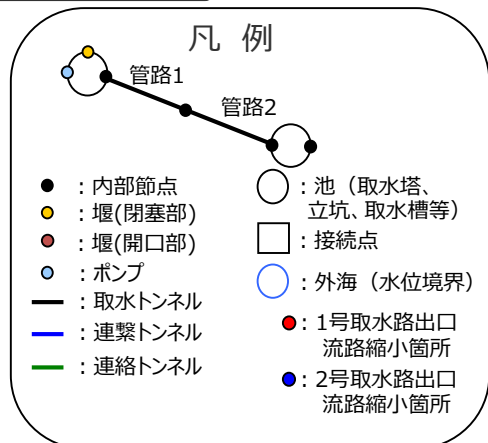 凡 例
管路1
管路2
：内部節点
：堰(閉塞部)
：堰(開口部)
：ポンプ
：取水トンネル
：連繋トンネル
：連絡トンネル
：池（取水塔、
立坑、取水槽等）
：接続点
：外海（水位境界）
：1号取水路出口
流路縮小箇所
：2号取水路出口
流路縮小箇所